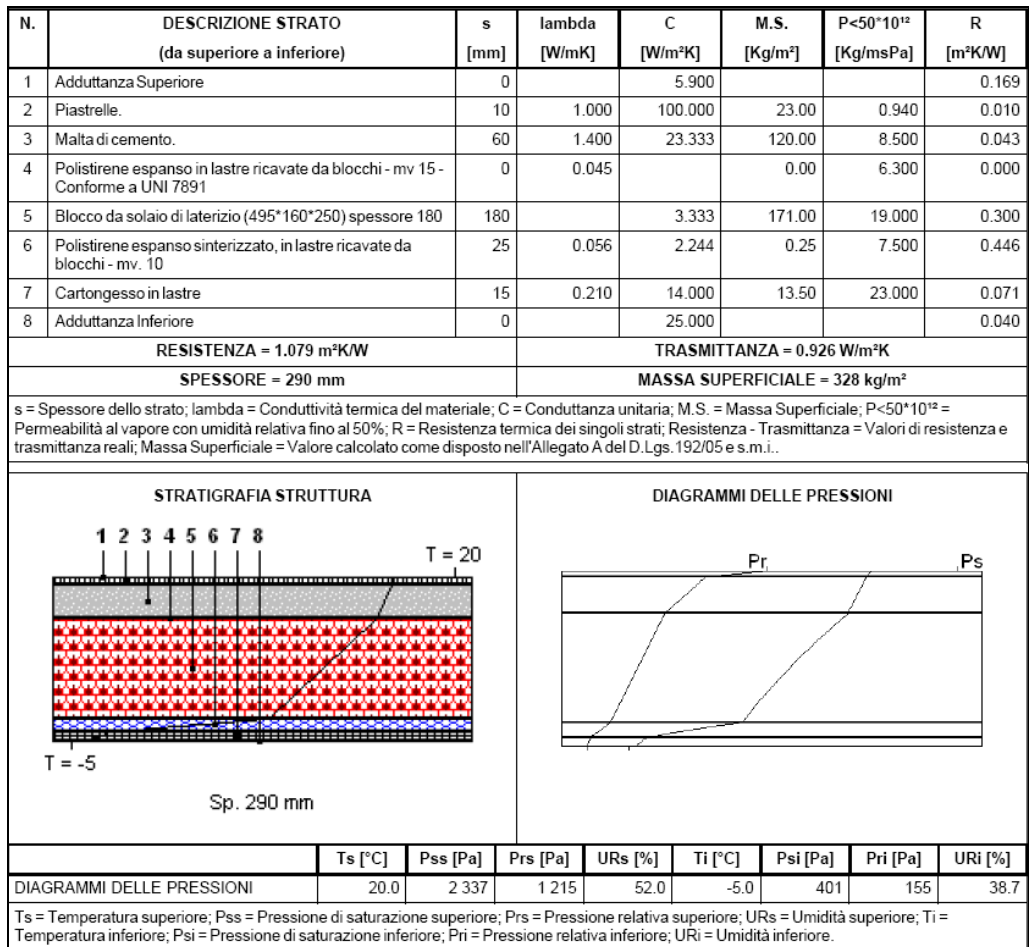 N. DESCRIZIONE STRATO s lambda C M.S. P<50*10¹² R
(da superiore a inferiore) [mm] [W/mK] [W/m²K] [Kg/m²] [Kg/msPa] [m²K/W]
1 Adduttanza Superiore 0 5.900 0.169
2 Piastrelle. 10 1.000 100.000 23.00 0.940 0.010
3 Malta di cemento. 60 1.400 23.333 120.00 8.500 0.043
4 Polistirene espanso in lastre ricavate da blocchi - mv 15 - 0 0.045 0.00 6.300 0.000
Conforme a UNI 7891
5 Blocco da solaio di laterizio (495*160*250) spessore 180 180 3.333 171.00 19.000 0.300
6 Polistirene espanso sinterizzato, in lastre ricavate da 25 0.056 2.244 0.25 7.500 0.446
blocchi - mv. 10
7 Cartongesso in lastre 15 0.210 14.000 13.50 23.000 0.071
8 Adduttanza Inferiore 0 25.000 0.040
RESISTENZA = 1.079 m²K/W TRASMITTANZA = 0.926 W/m²K
SPESSORE = 290 mm MASSA SUPERFICIALE = 328 kg/m²
s = Spessore dello strato; lambda = Conduttività termica del materiale; C = Conduttanza unitaria; M.S. = Massa Superficiale; P<50*10¹² =
Permeabilità al vapore con umidità relativa fino al 50%; R = Resistenza termica dei singoli strati; Resistenza - Trasmittanza = Valori di resistenza e
trasmittanza reali; Massa Superficiale = Valore calcolato come disposto nell'Allegato A del D.Lgs.192/05 e s.m.i..
STRATIGRAFIA STRUTTURA
1 2 3 4 5 6 7 8
T = 20
T = -5
Sp. 290 mm
DIAGRAMMI DELLE PRESSIONI
Pr Ps
Ts [°C] Pss [Pa] Prs [Pa] URs [%] Ti [°C] Psi [Pa] Pri [Pa] URi [%]
DIAGRAMMI DELLE PRESSIONI 20.0 2 337 1 215 52.0 -5.0 401 155 38.7
Ts = Temperatura superiore; Pss = Pressione di saturazione superiore; Prs = Pressione relativa superiore; URs = Umidità superiore; Ti =
Temperatura inferiore; Psi = Pressione di saturazione inferiore; Pri = Pressione relativa inferiore; URi = Umidità inferiore.